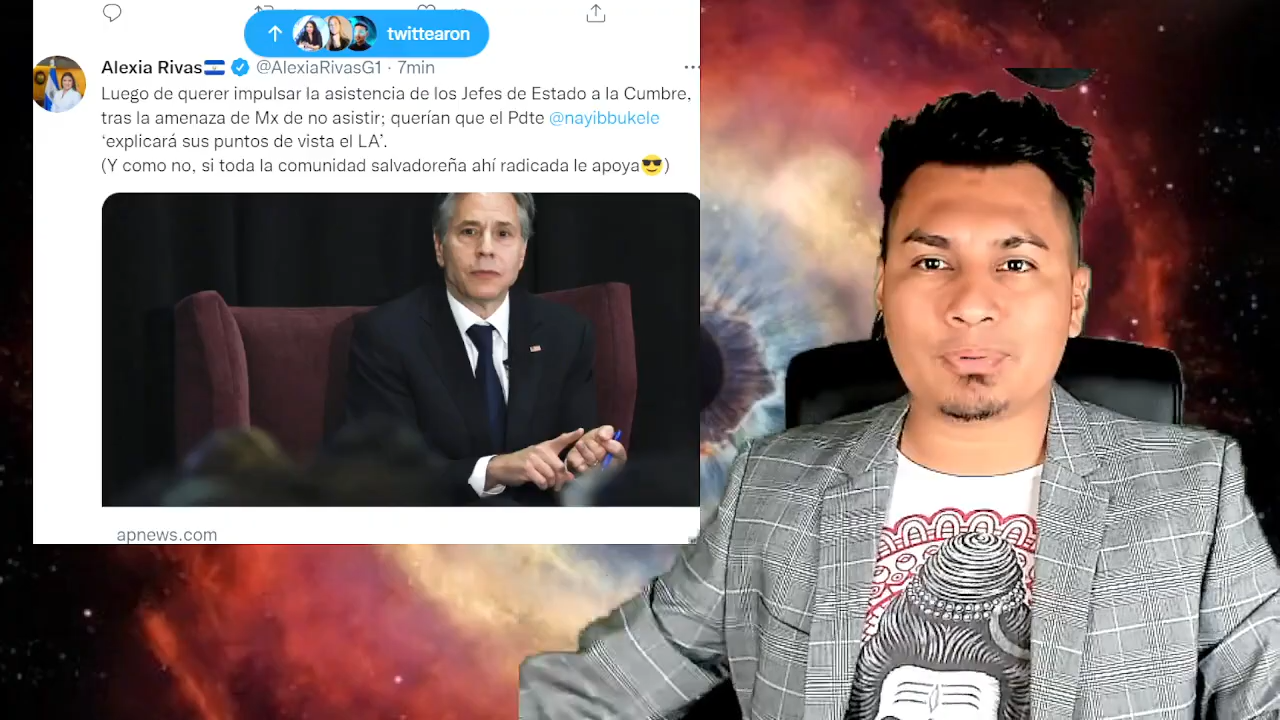 twittearon
Alexia Rivas🇸🇻 @AlexiaRivasG1 · 7min
Luego de querer impulsar la asistencia de los Jefes de Estado a la Cumbre,
tras la amenaza de Mx de no asistir; querían que el Pdte @nayibbukele
‘explicará sus puntos de vista el LA’.
(Y como no, si toda la comunidad salvadoreña ahí radicada le apoya😎)
apnews.com